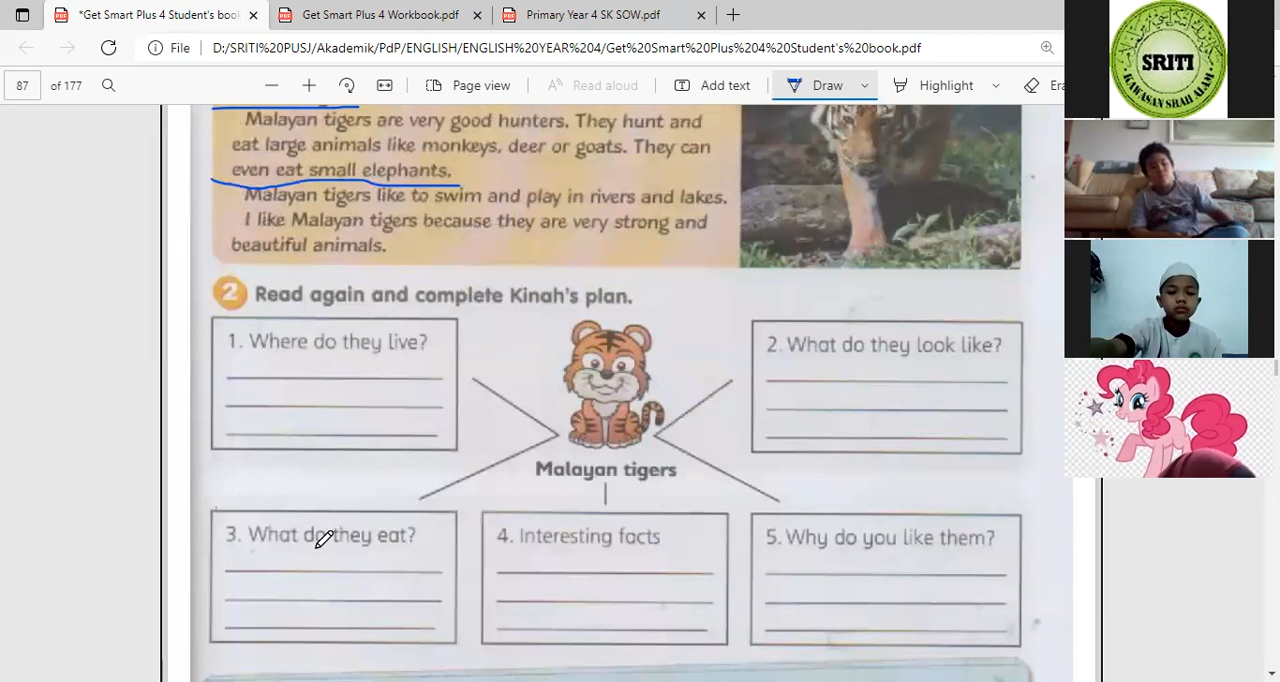 *Get Smart Plus 4 Student's book
Get Smart Plus 4 Workbook.pdf
Primary Year 4 SK SOW.pdf
File
D:/SRITI%20PUSJ/Akademik/PdP/ENGLISH/ENGLISH%20YEAR%204/Get%20Smart%20Plus%204%20Student's%20book.pdf
87 of 177
Page view
Read aloud
Add text
Draw
Highlight
Era
SRITI
KAWASAN SHAH ALAM
Malayan tigers are very good hunters. They hunt and
eat large animals like monkeys, deer or goats. They can
even eat small elephants.
Malayan tigers like to swim and play in rivers and lakes.
I like Malayan tigers because they are very strong and
beautiful animals.
2 Read again and complete Kinah's plan.
1. Where do they live?
2. What do they look like?
Malayan tigers
3. What do they eat?
4. Interesting facts
5. Why do you like them?